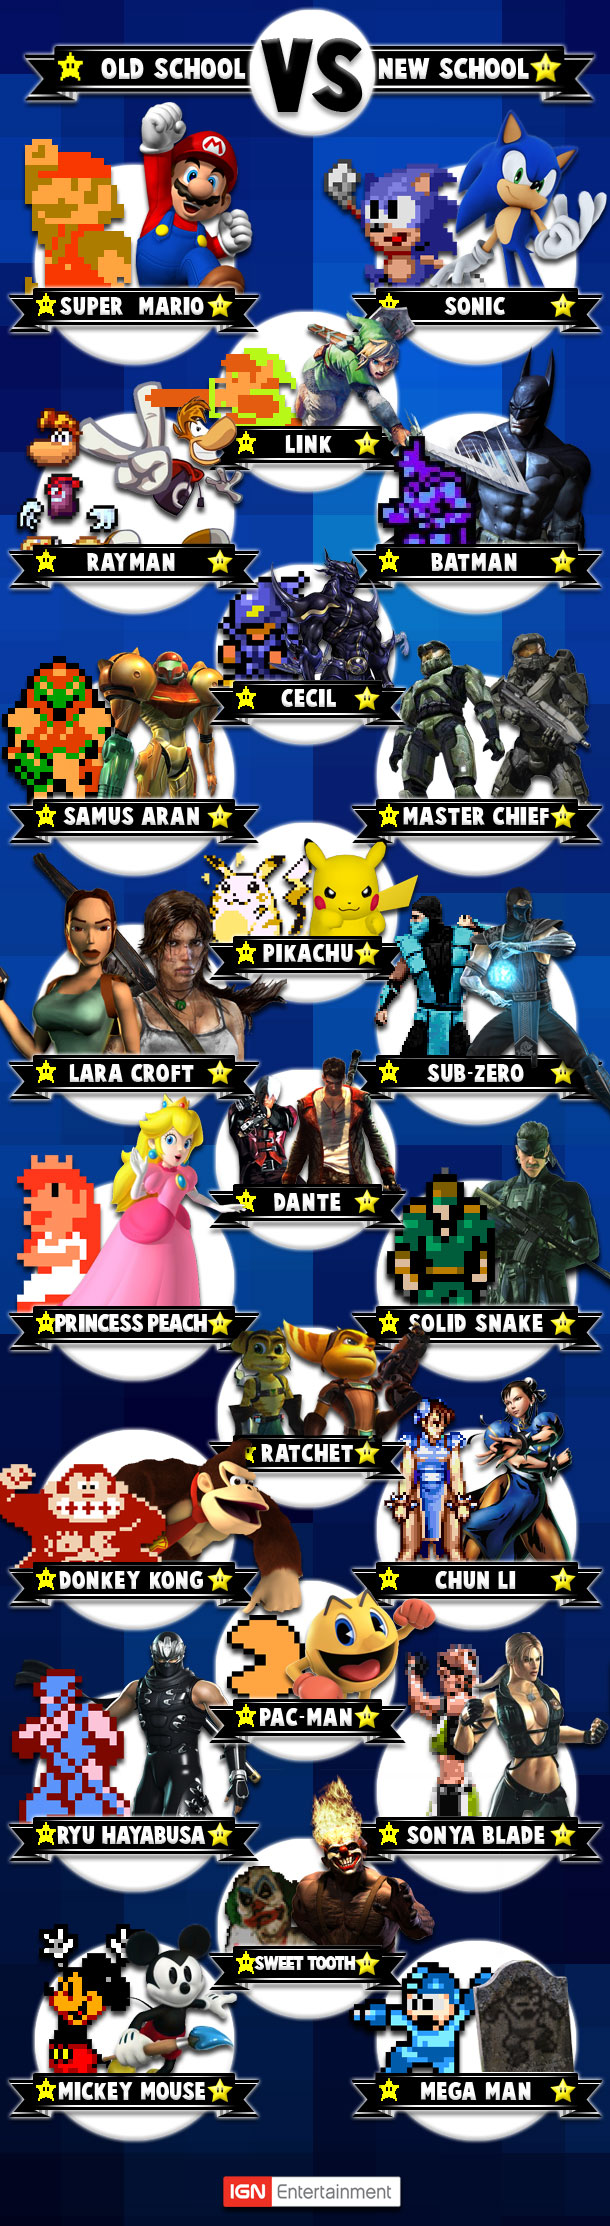 OLD SCHOOL VS NEW SCHOOL
SUPER MARIO
SONIC
LINK
RAYMAN
BATMAN
CECIL
SAMUS ARAN
MASTER CHIEF
PIKACHU
LARA CROFT
SUB-ZERO
DANTE
PRINCESS PEACH
SOLID SNAKE
RATCHET
DONKEY KONG
CHUN LI
PAC-MAN
RYU HAYABUSA
SONYA BLADE
SWEET TOOTH
MICKEY MOUSE
MEGA MAN
IGN Entertainment